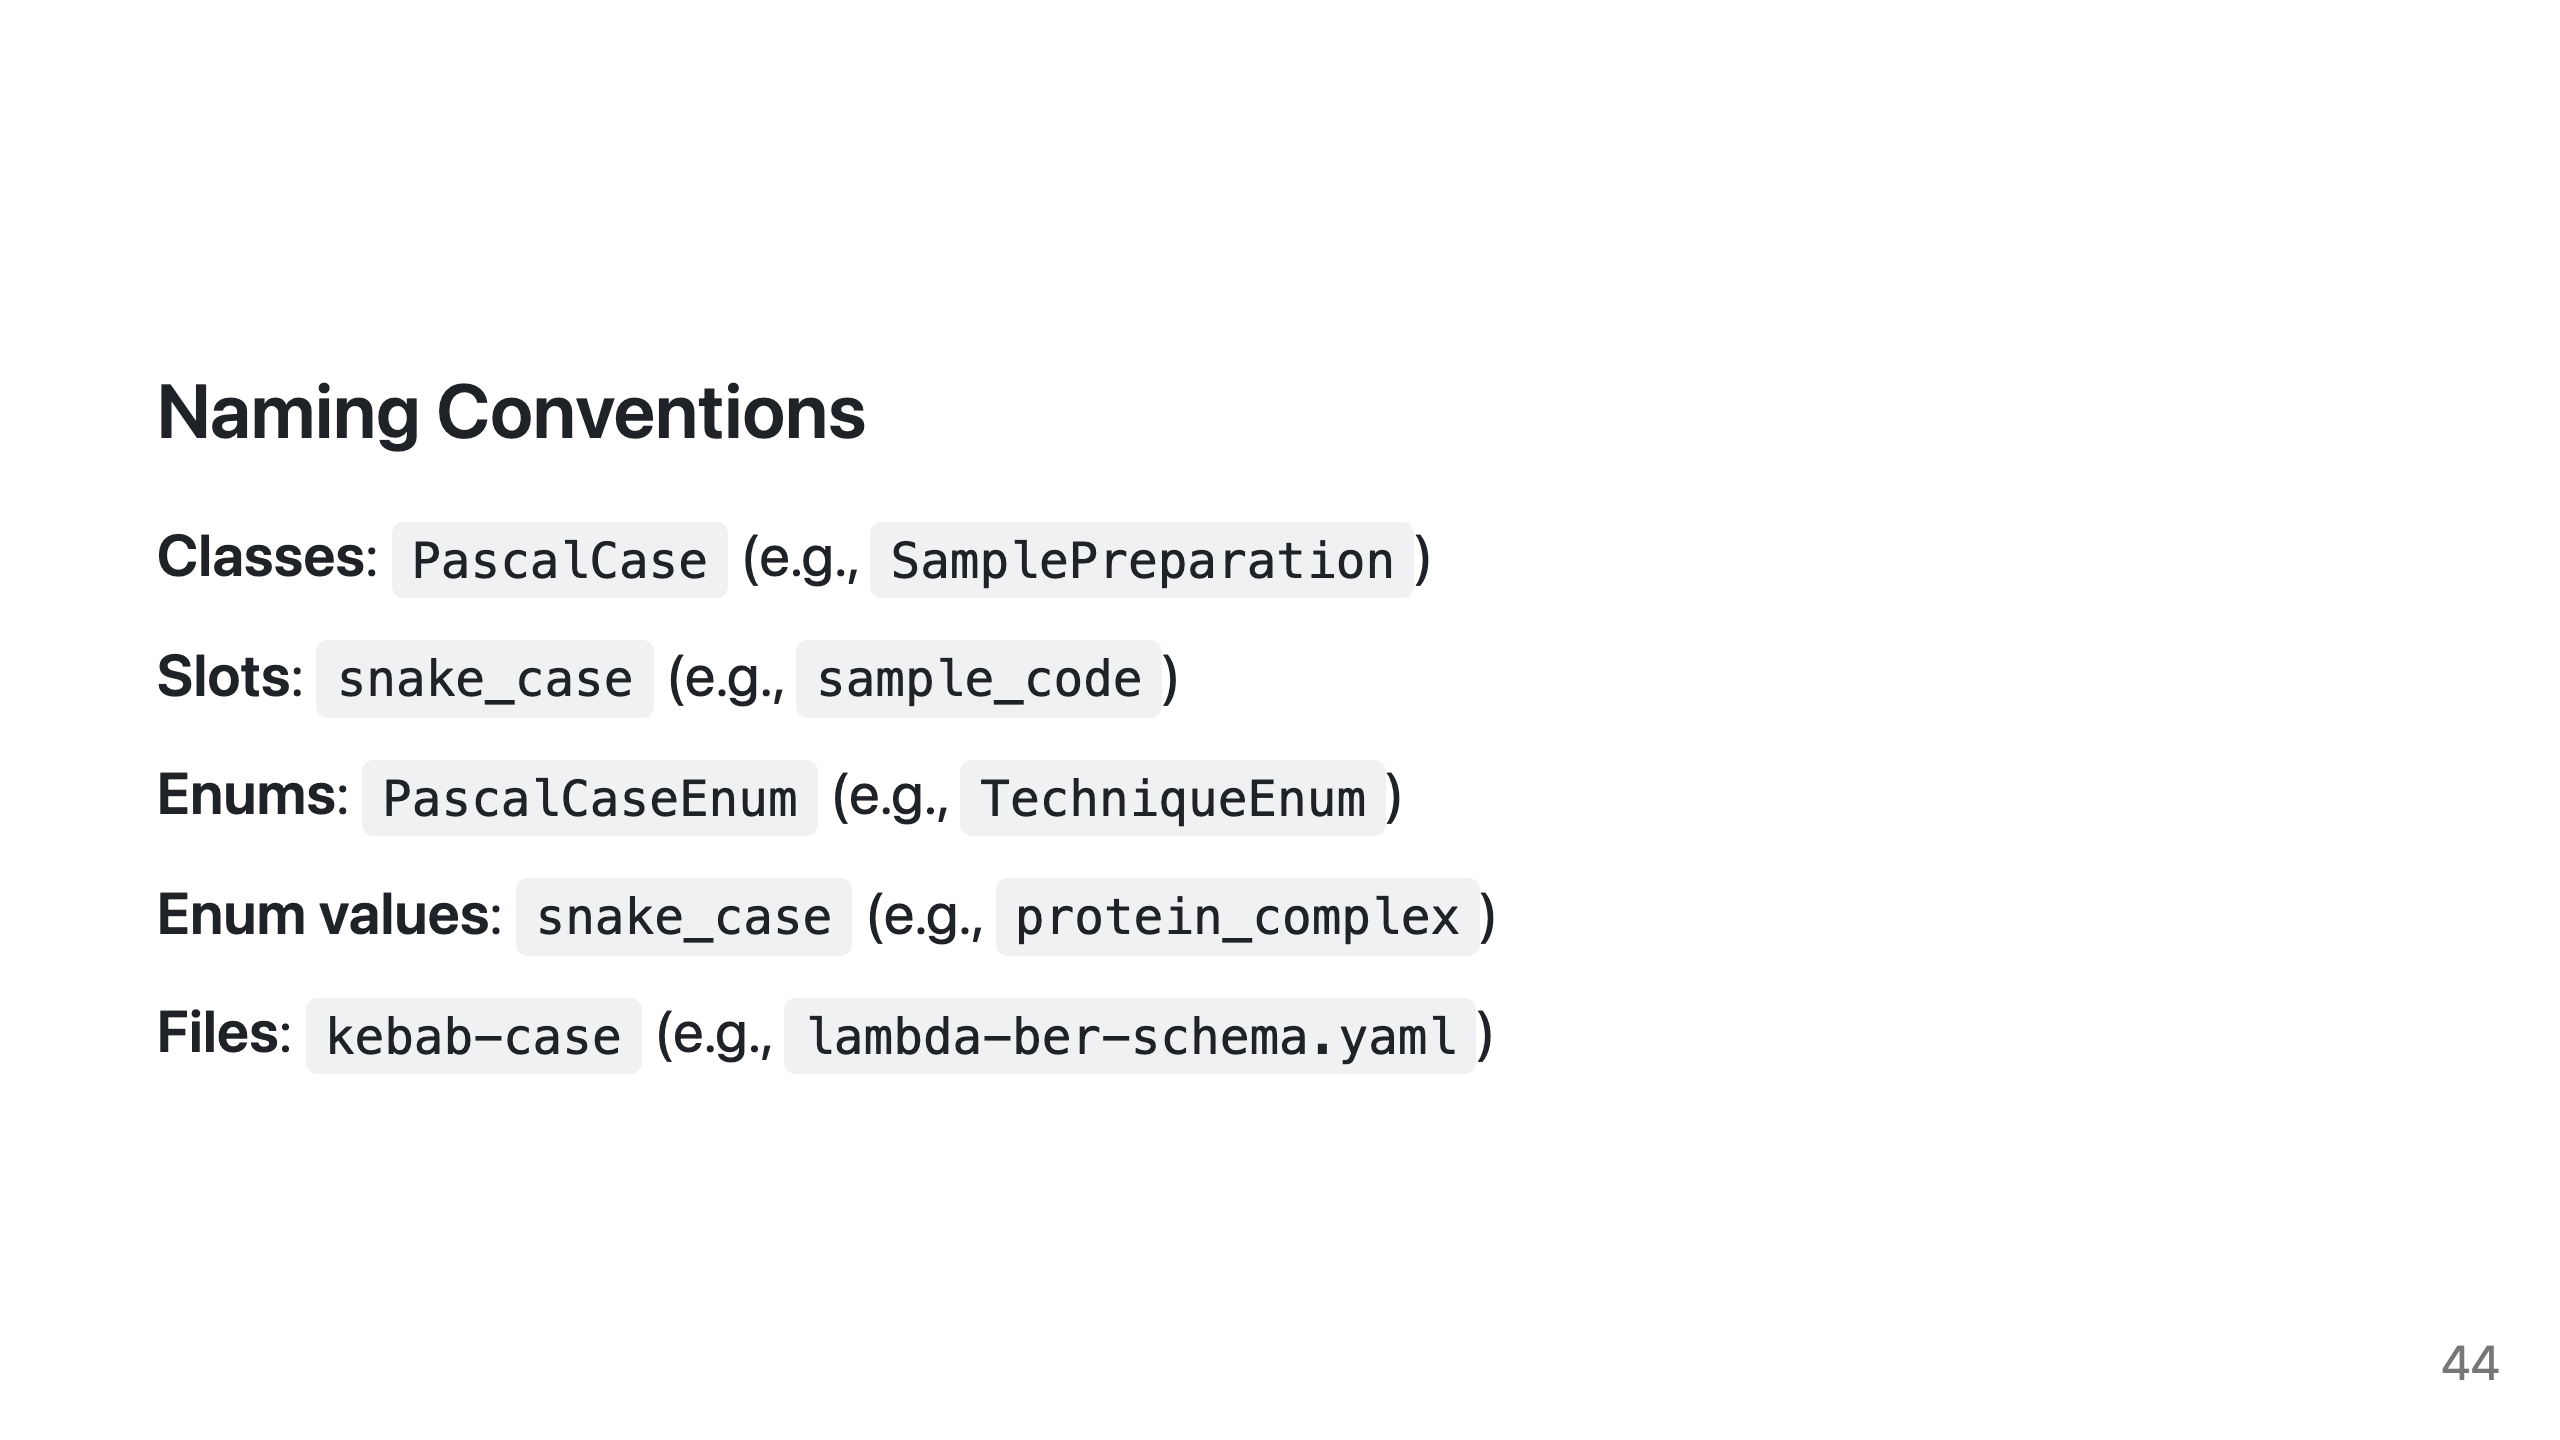 Naming Conventions
Classes: PascalCase (e.g., SamplePreparation)
Slots: snake_case (e.g., sample_code)
Enums: PascalCaseEnum (e.g., TechniqueEnum)
Enum values: snake_case (e.g., protein_complex)
Files: kebab-case (e.g., lambda-ber-schema.yaml)
44